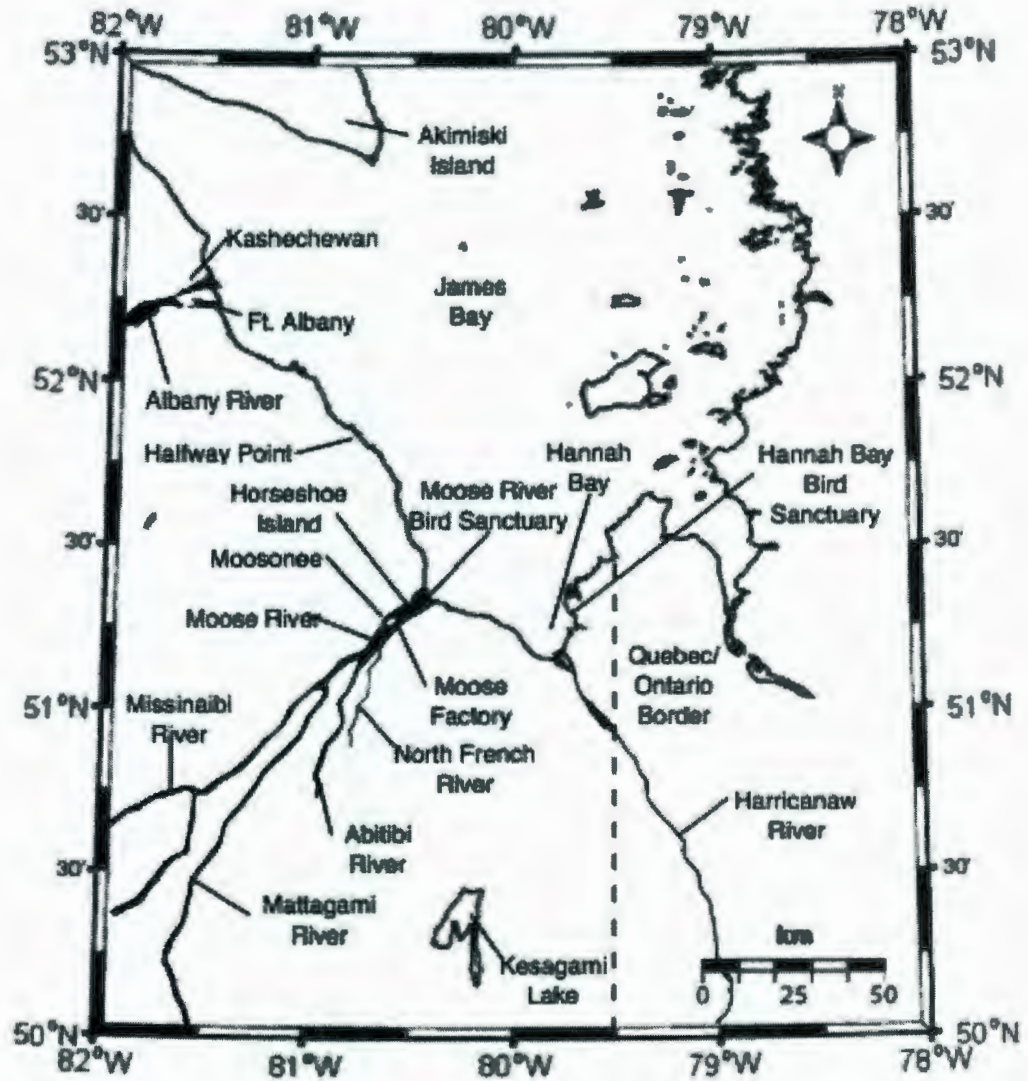 82°W
81°W
80°W
79°W
78°W
53°N
53°N
Akimiski
Island
30'
30'
Kashechewan
James
Bay
Ft. Albany
52°N
52°N
Albany River
Halfway Point
Hannah
Bay
Hannah Bay
Bird
Sanctuary
Horseshoe
Island
Moose River
Bird Sanctuary
30'
30'
Moosonee
Moose River
Quebec/
Ontario
Border
Moose
Factory
Missinaibi
River
51°N
51°N
North French
River
Harricanaw
River
Abitibi
River
30'
30'
Mattagami
River
Kesagami
Lake
km
0
25
50
50°N
50°N
82°W
81°W
80°W
79°W
78°W